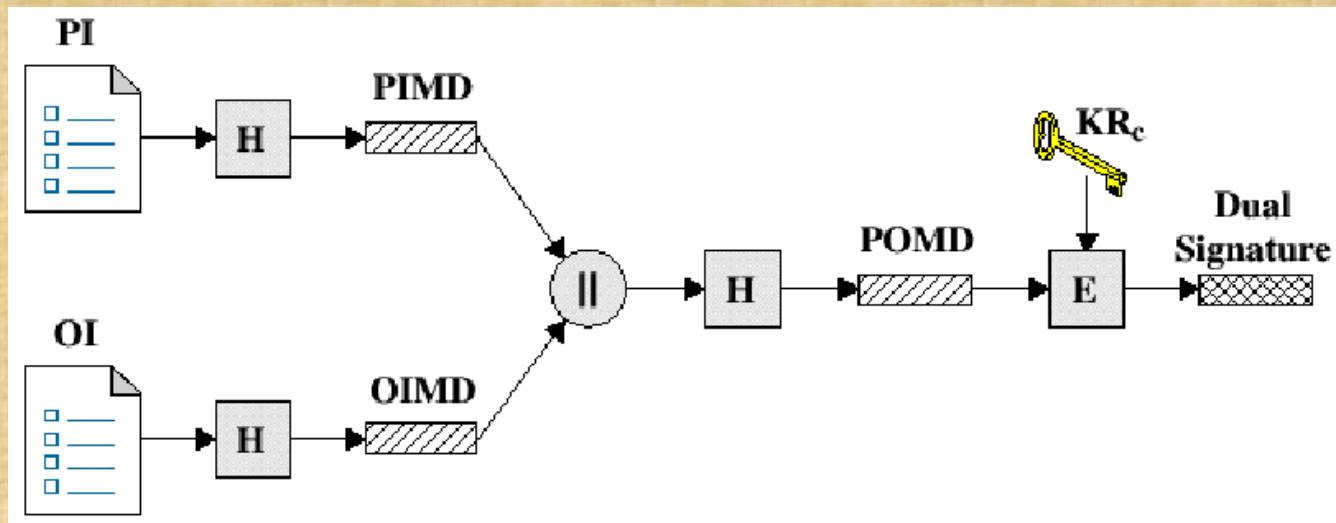 PI
H
PIMD
KRc
Dual
Signature
POMD
||
H
E
OI
H
OIMD